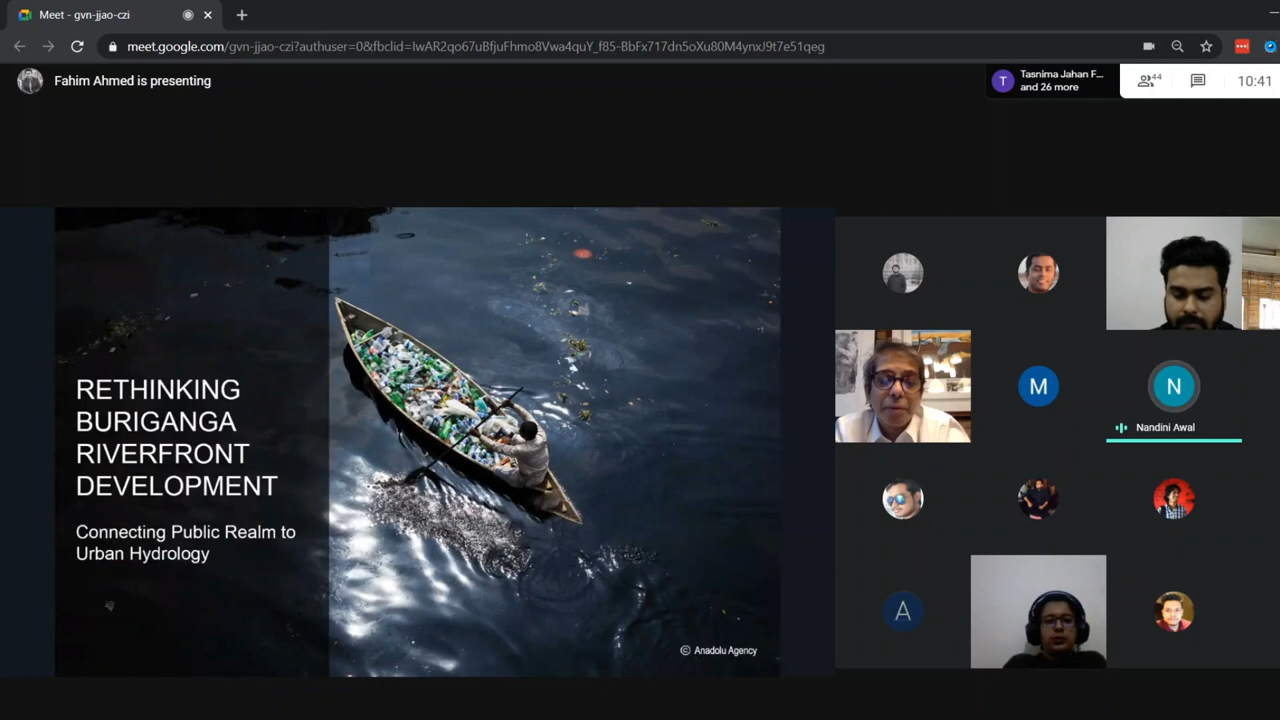 Meet - gvn-jjao-czi
meet.google.com/gvn-jjao-czi?authuser=0&fbclid=IwAR2qo67uBfjuFhmo8Vwa4quY_f85-BbFx717dn5oXu80M4ynxJ9t7e51qeg
Fahim Ahmed is presenting
Tasnima Jahan F...
and 26 more
44
10:41
RETHINKING
BURIGANGA
RIVERFRONT
DEVELOPMENT
Connecting Public Realm to
Urban Hydrology
© Anadolu Agency
T
M
N
Nandini Awal
A